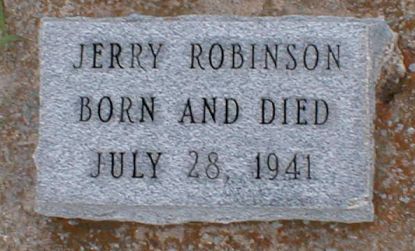 JERRY ROBINSON
BORN AND DIED
JULY 28, 1941